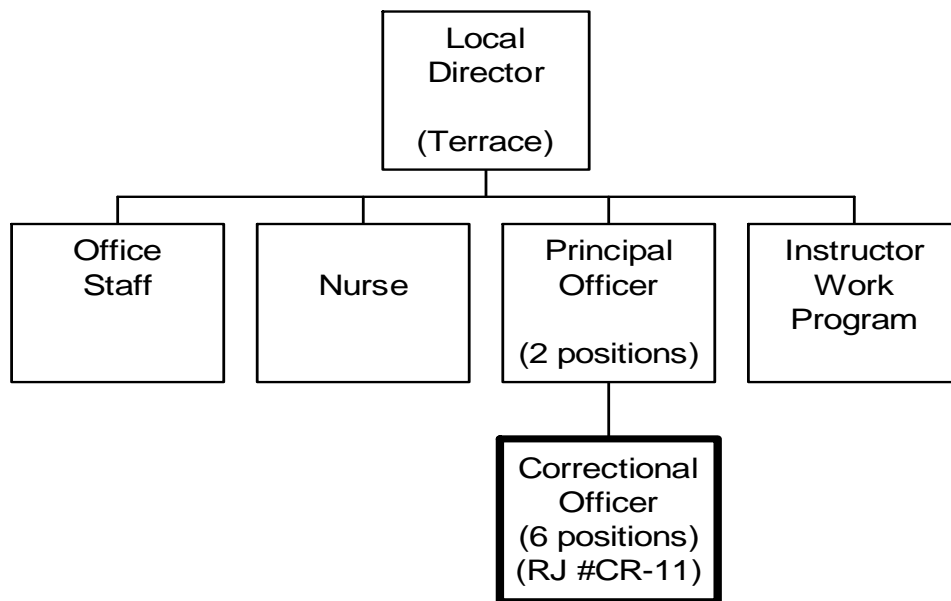 Local
Director
(Terrace)
Office
Staff
Nurse
Principal
Officer
(2 positions)
Instructor
Work
Program
Correctional
Officer
(6 positions)
(RJ #CR-11)